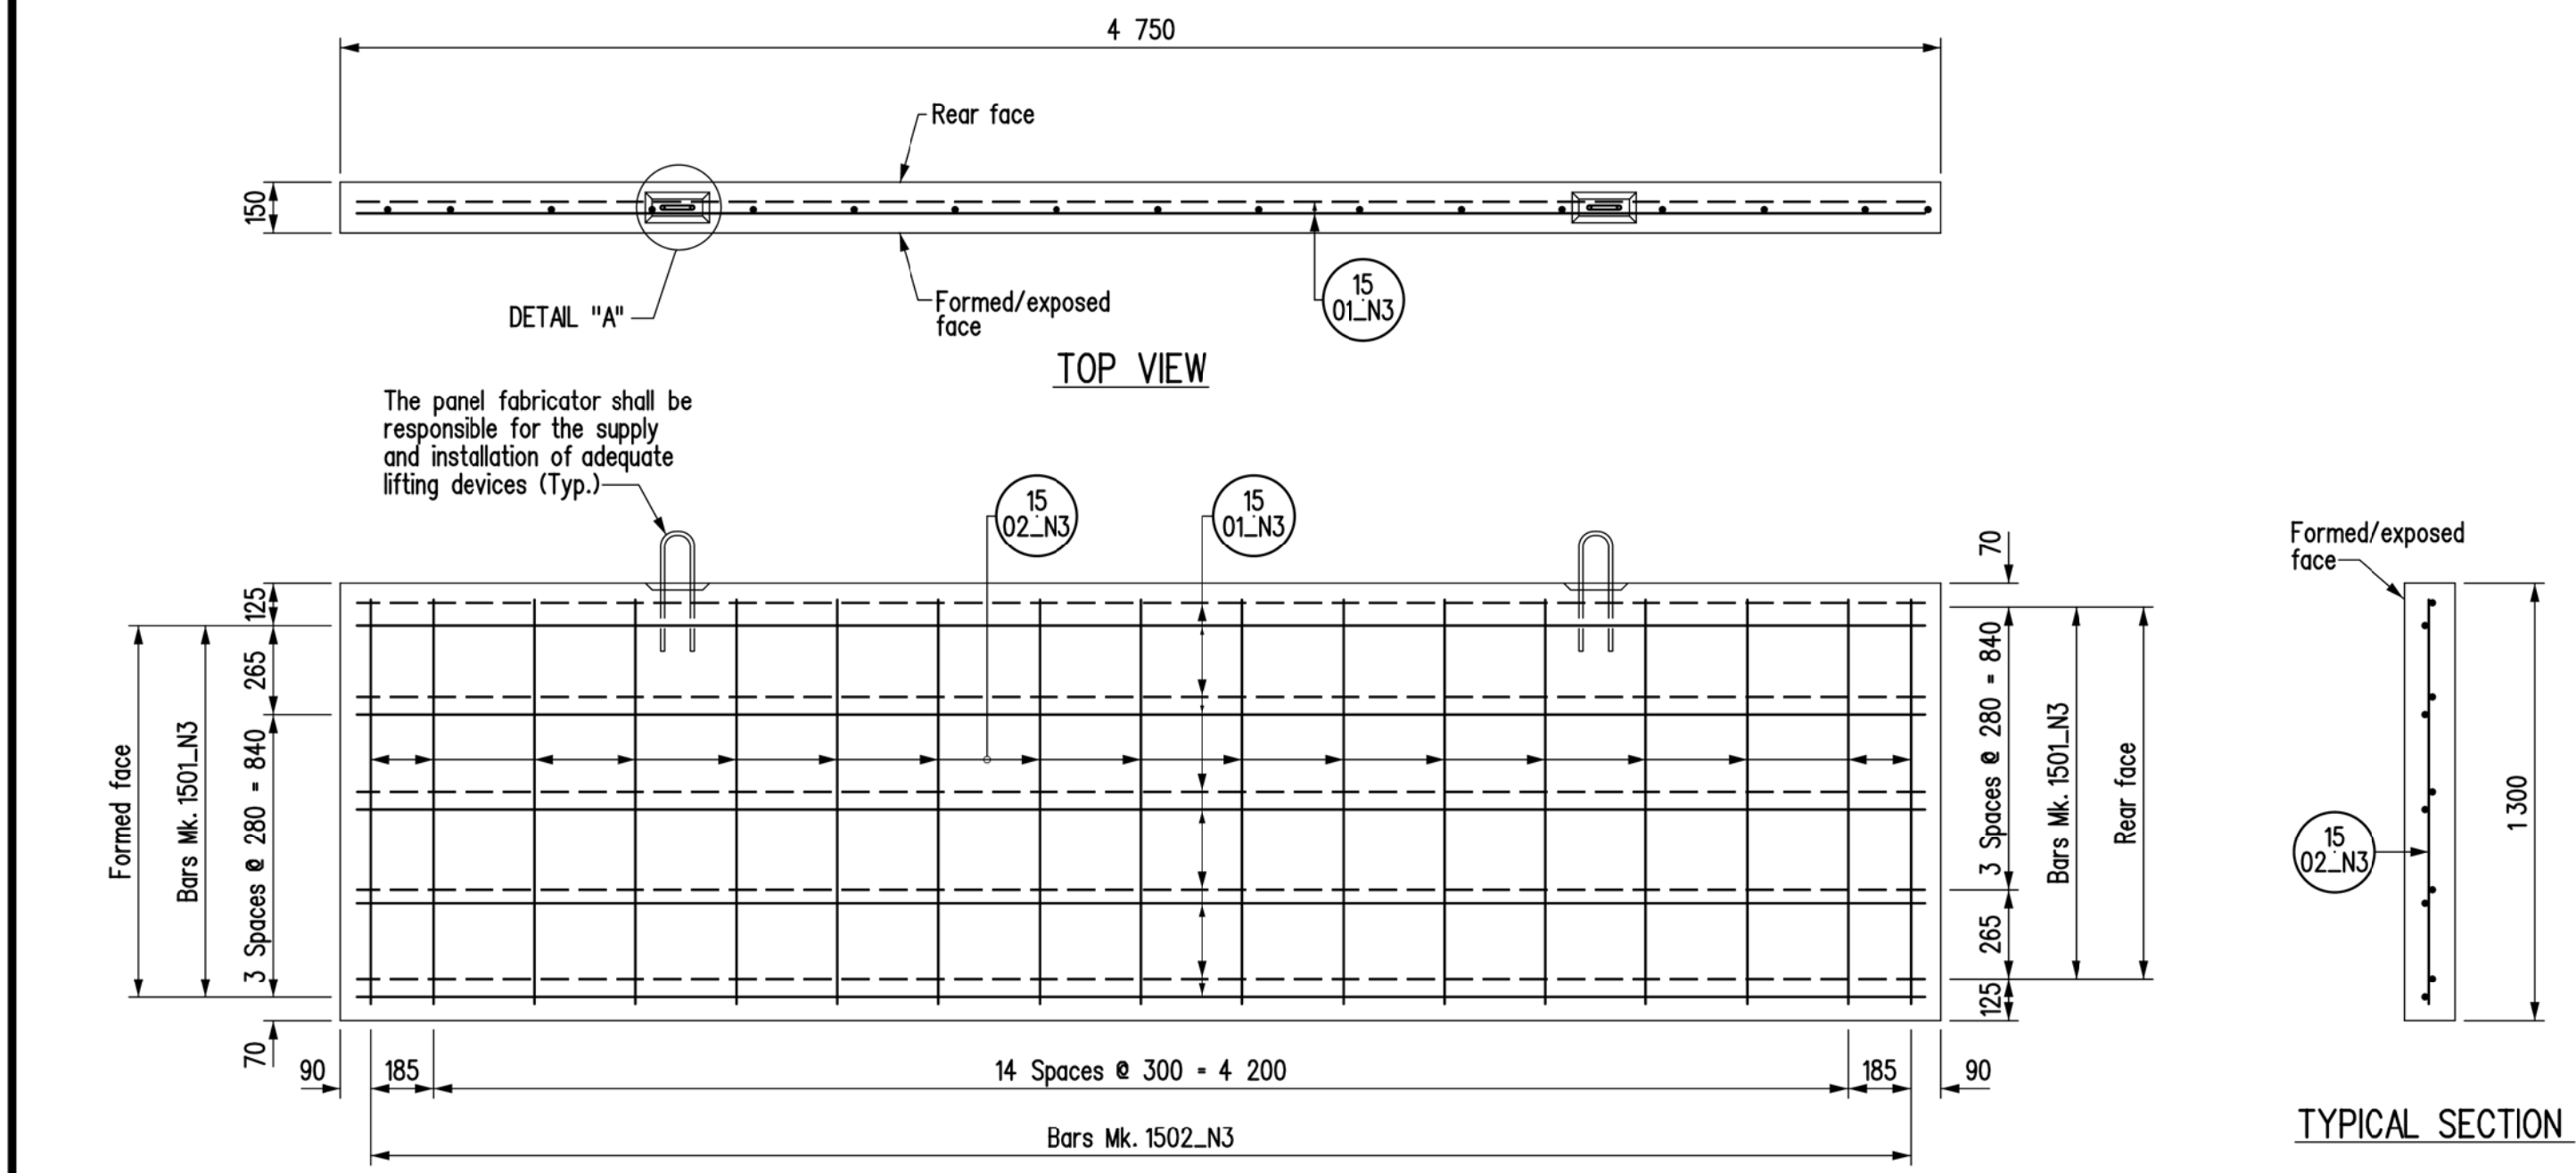 4 750
Rear face
150
DETAIL "A"
Formed/exposed
face
15
01_N3
TOP VIEW
The panel fabricator shall be
responsible for the supply
and installation of adequate
lifting devices (Typ.)
15
02_N3
15
01_N3
Formed face
Bars Mk. 1501_N3
125
265
3 Spaces @ 280 = 840
70
70
3 Spaces @ 280 = 840
265
125
Bars Mk. 1501_N3
Rear face
90
185
14 Spaces @ 300 = 4 200
185
90
Bars Mk. 1502_N3
Formed/exposed
face
15
02_N3
1 300
TYPICAL SECTION